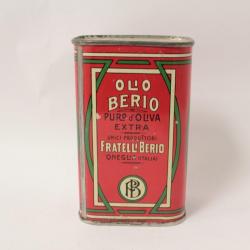 OLIO
BERIO
PURO d'OLIVA
EXTRA
UNICI PRODUTTORI
FRATELLI BERIO
ONEGLIA (ITALIA)
FB